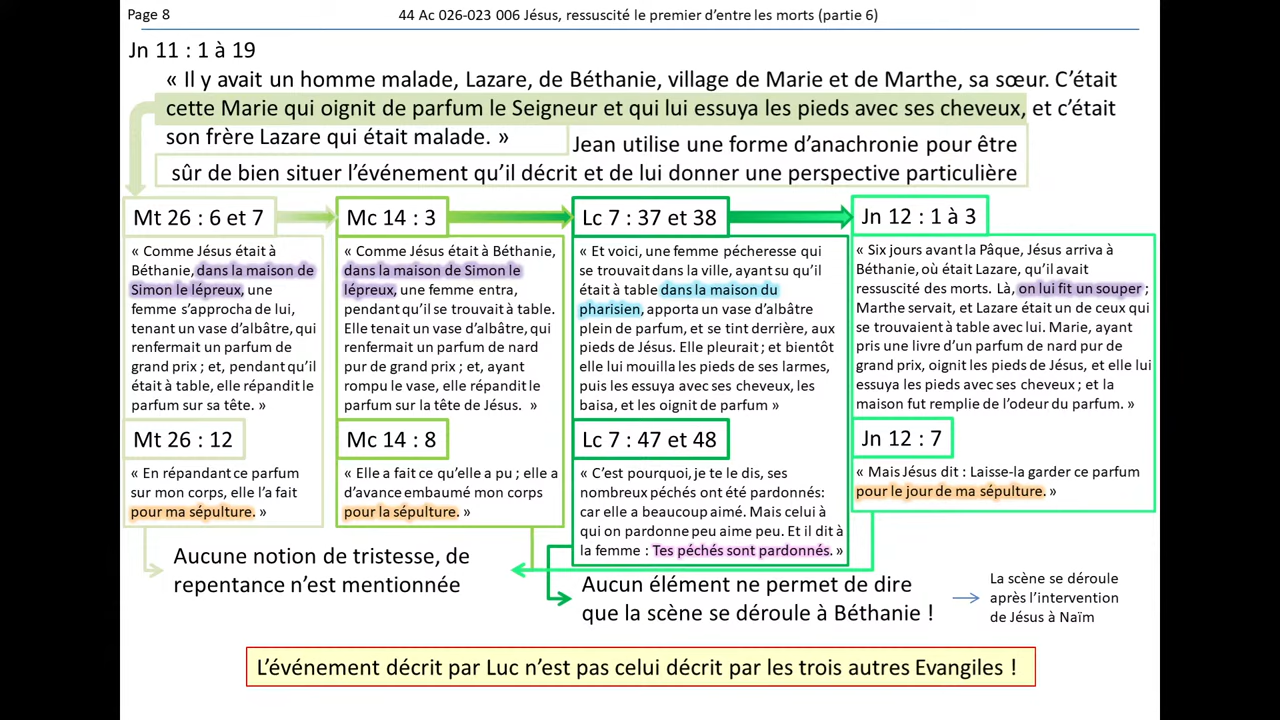 Page 8
44 Ac 026-023 006 Jésus, ressuscité le premier d’entre les morts (partie 6)
Jn 11 : 1 à 19
« Il y avait un homme malade, Lazare, de Béthanie, village de Marie et de Marthe, sa sœur. C’était
cette Marie qui oignit de parfum le Seigneur et qui lui essuya les pieds avec ses cheveux, et c’était
son frère Lazare qui était malade. »
Jean utilise une forme d’anachronie pour être
sûr de bien situer l’événement qu’il décrit et de lui donner une perspective particulière
Mt 26 : 6 et 7
« Comme Jésus était à
Béthanie, dans la maison de
Simon le lépreux, une
femme s’approcha de lui,
tenant un vase d’albâtre, qui
renfermait un parfum de
grand prix ; et, pendant qu’il
était à table, elle répandit le
parfum sur sa tête. »
Mt 26 : 12
« En répandant ce parfum
sur mon corps, elle l’a fait
pour ma sépulture. »
Mc 14 : 3
« Comme Jésus était à Béthanie,
dans la maison de Simon le
lépreux, une femme entra,
pendant qu’il se trouvait à table.
Elle tenait un vase d’albâtre, qui
renfermait un parfum de nard
pur de grand prix ; et, ayant
rompu le vase, elle répandit le
parfum sur la tête de Jésus. »
Mc 14 : 8
« Elle a fait ce qu’elle a pu ; elle a
d’avance embaumé mon corps
pour la sépulture. »
Lc 7 : 37 et 38
« Et voici, une femme pécheresse qui
se trouvait dans la ville, ayant su qu’il
était à table dans la maison du
pharisien, apporta un vase d’albâtre
plein de parfum, et se tint derrière, aux
pieds de Jésus. Elle pleurait ; et bientôt
elle lui mouilla les pieds de ses larmes,
puis les essuya avec ses cheveux, les
baisa, et les oignit de parfum »
Lc 7 : 47 et 48
« C’est pourquoi, je te le dis, ses
nombreux péchés ont été pardonnés:
car elle a beaucoup aimé. Mais celui à
qui on pardonne peu aime peu. Et il dit à
la femme : Tes péchés sont pardonnés. »
Jn 12 : 1 à 3
« Six jours avant la Pâque, Jésus arriva à
Béthanie, où était Lazare, qu’il avait
ressuscité des morts. Là, on lui fit un souper ;
Marthe servait, et Lazare était un de ceux qui
se trouvaient à table avec lui. Marie, ayant
pris une livre d’un parfum de nard pur de
grand prix, oignit les pieds de Jésus, et elle lui
essuya les pieds avec ses cheveux ; et la
maison fut remplie de l’odeur du parfum. »
Jn 12 : 7
« Mais Jésus dit : Laisse-la garder ce parfum
pour le jour de ma sépulture. »
Aucune notion de tristesse, de
repentance n’est mentionnée
Aucun élément ne permet de dire
que la scène se déroule à Béthanie !
La scène se déroule
après l’intervention
de Jésus à Naïm
L’événement décrit par Luc n’est pas celui décrit par les trois autres Evangiles !